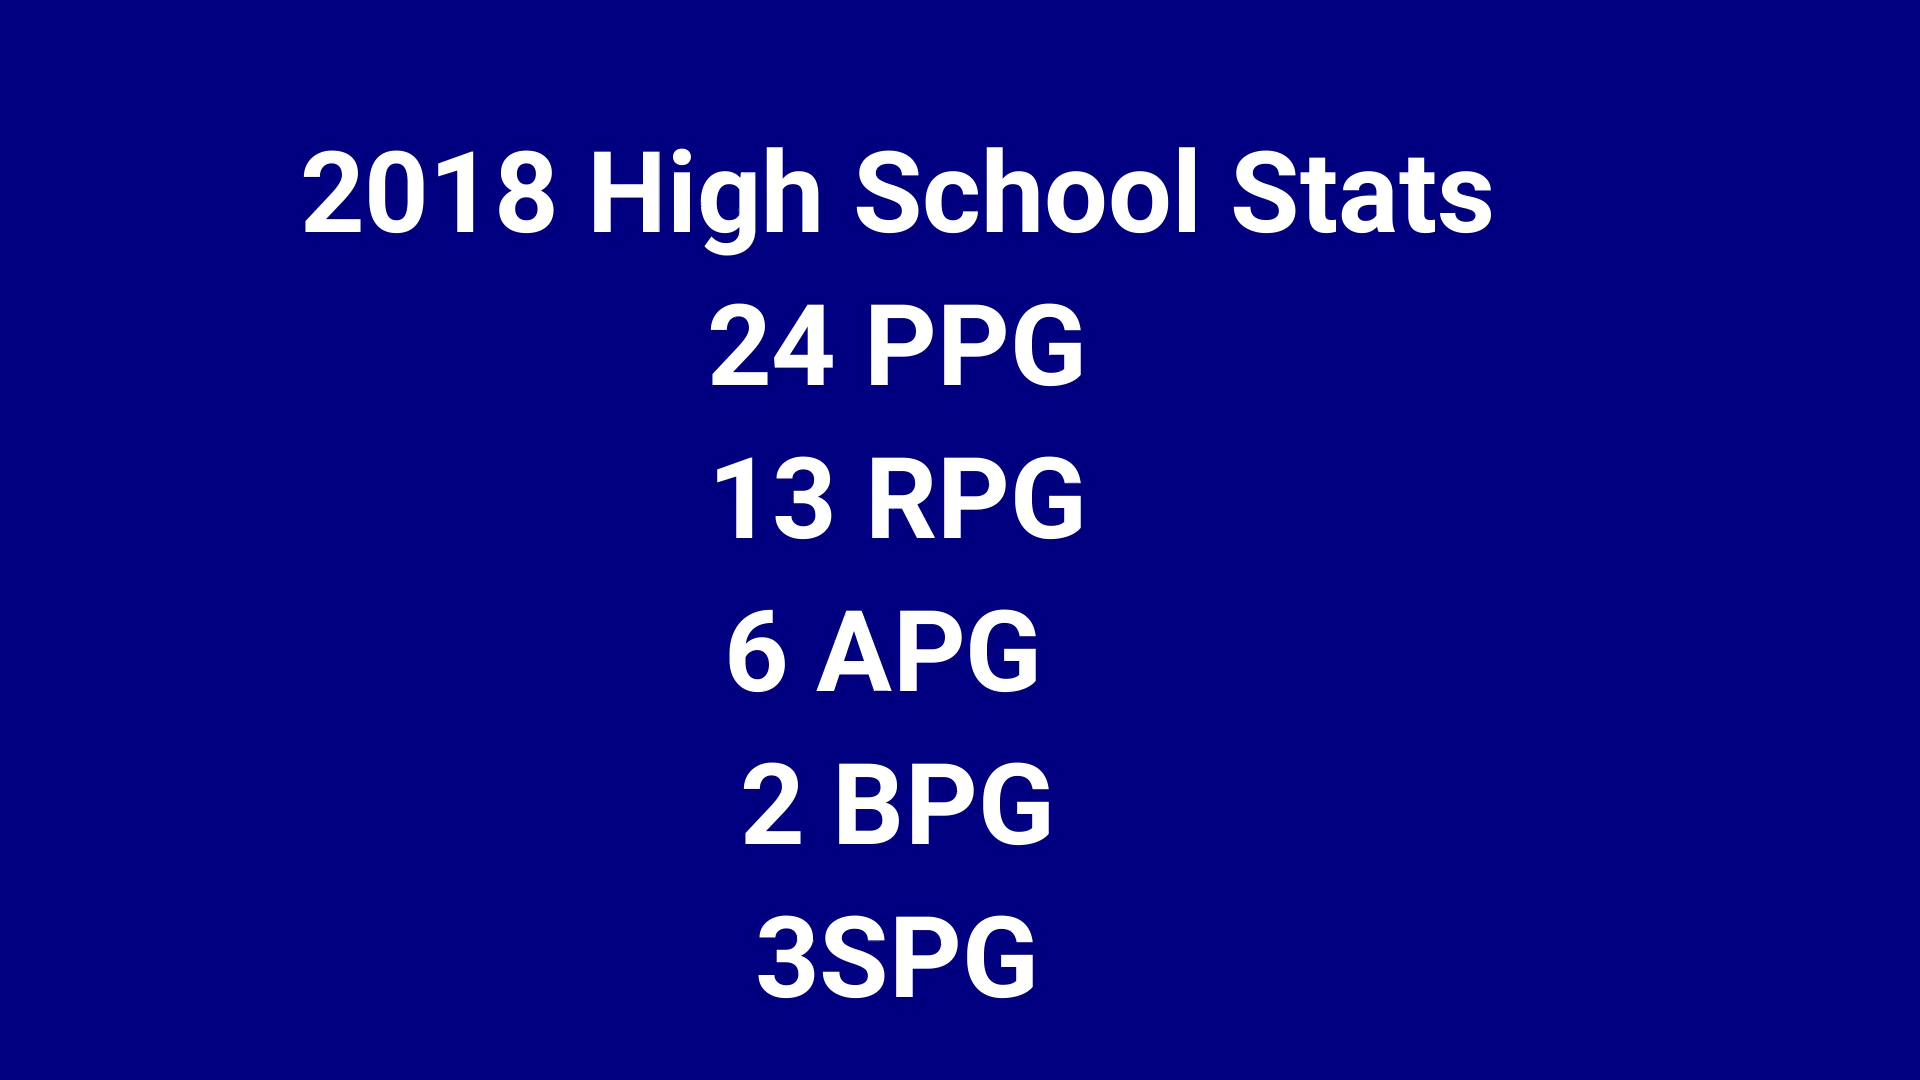 2018 High School Stats
24 PPG
13 RPG
6 APG
2 BPG
3SPG